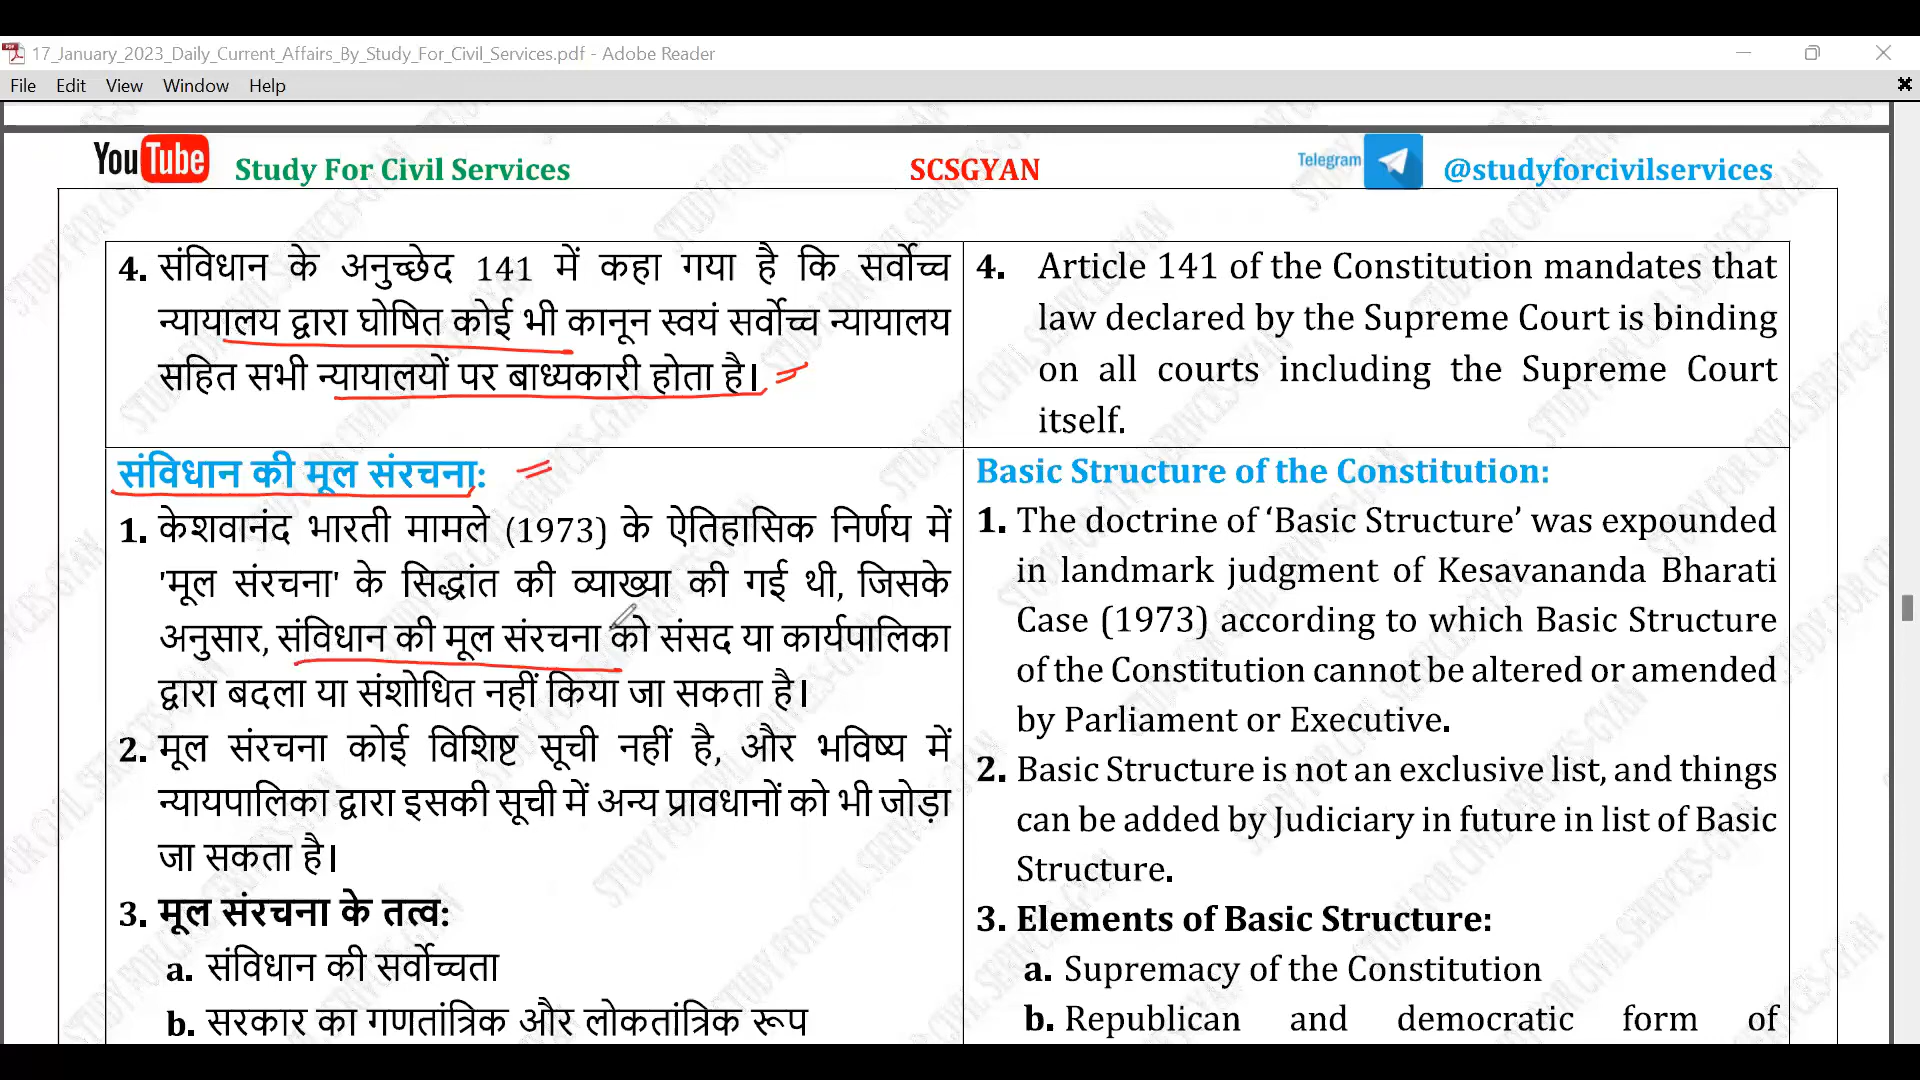 17_January_2023_Daily_Current_Affairs_By_Study_For_Civil_Services.pdf - Adobe Reader
File Edit View Window Help
YouTube Study For Civil Services SCSGYAN Telegram @studyforcivilservices
4. संविधान के अनुच्छेद 141 में कहा गया है कि सर्वोच्च
न्यायालय द्वारा घोषित कोई भी कानून स्वयं सर्वोच्च न्यायालय
सहित सभी न्यायालयों पर बाध्यकारी होता है।
4. Article 141 of the Constitution mandates that
law declared by the Supreme Court is binding
on all courts including the Supreme Court
itself.
संविधान की मूल संरचना:
1. केशवानंद भारती मामले (1973) के ऐतिहासिक निर्णय में
'मूल संरचना' के सिद्धांत की व्याख्या की गई थी, जिसके
अनुसार, संविधान की मूल संरचना को संसद या कार्यपालिका
द्वारा बदला या संशोधित नहीं किया जा सकता है।
2. मूल संरचना कोई विशिष्ट सूची नहीं है, और भविष्य में
न्यायपालिका द्वारा इसकी सूची में अन्य प्रावधानों को भी जोड़ा
जा सकता है।
3. मूल संरचना के तत्व:
a. संविधान की सर्वोच्चता
b. सरकार का गणतांत्रिक और लोकतांत्रिक रूप
Basic Structure of the Constitution:
1. The doctrine of ‘Basic Structure’ was expounded
in landmark judgment of Kesavananda Bharati
Case (1973) according to which Basic Structure
of the Constitution cannot be altered or amended
by Parliament or Executive.
2. Basic Structure is not an exclusive list, and things
can be added by Judiciary in future in list of Basic
Structure.
3. Elements of Basic Structure:
a. Supremacy of the Constitution
b. Republican and democratic form of
STUDY FOR CIVIL SERIVCES-GYAN